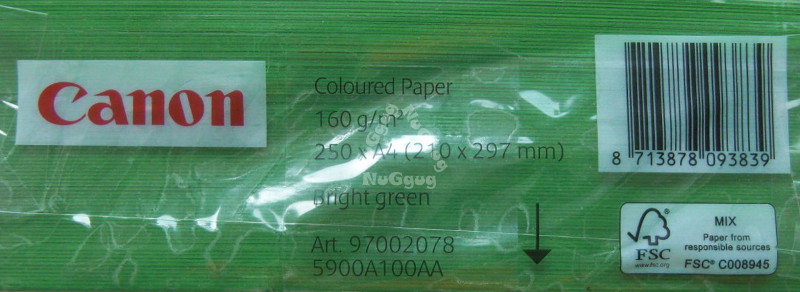 Canon
Coloured Paper
160 g/m²
250 x A4 (210 x 297 mm)
Bright green
Art. 97002078
5900A100AA
8 713878 093839
FSC
www.fsc.org
MIX
Paper from
responsible sources
FSC® C008945
NuGgug